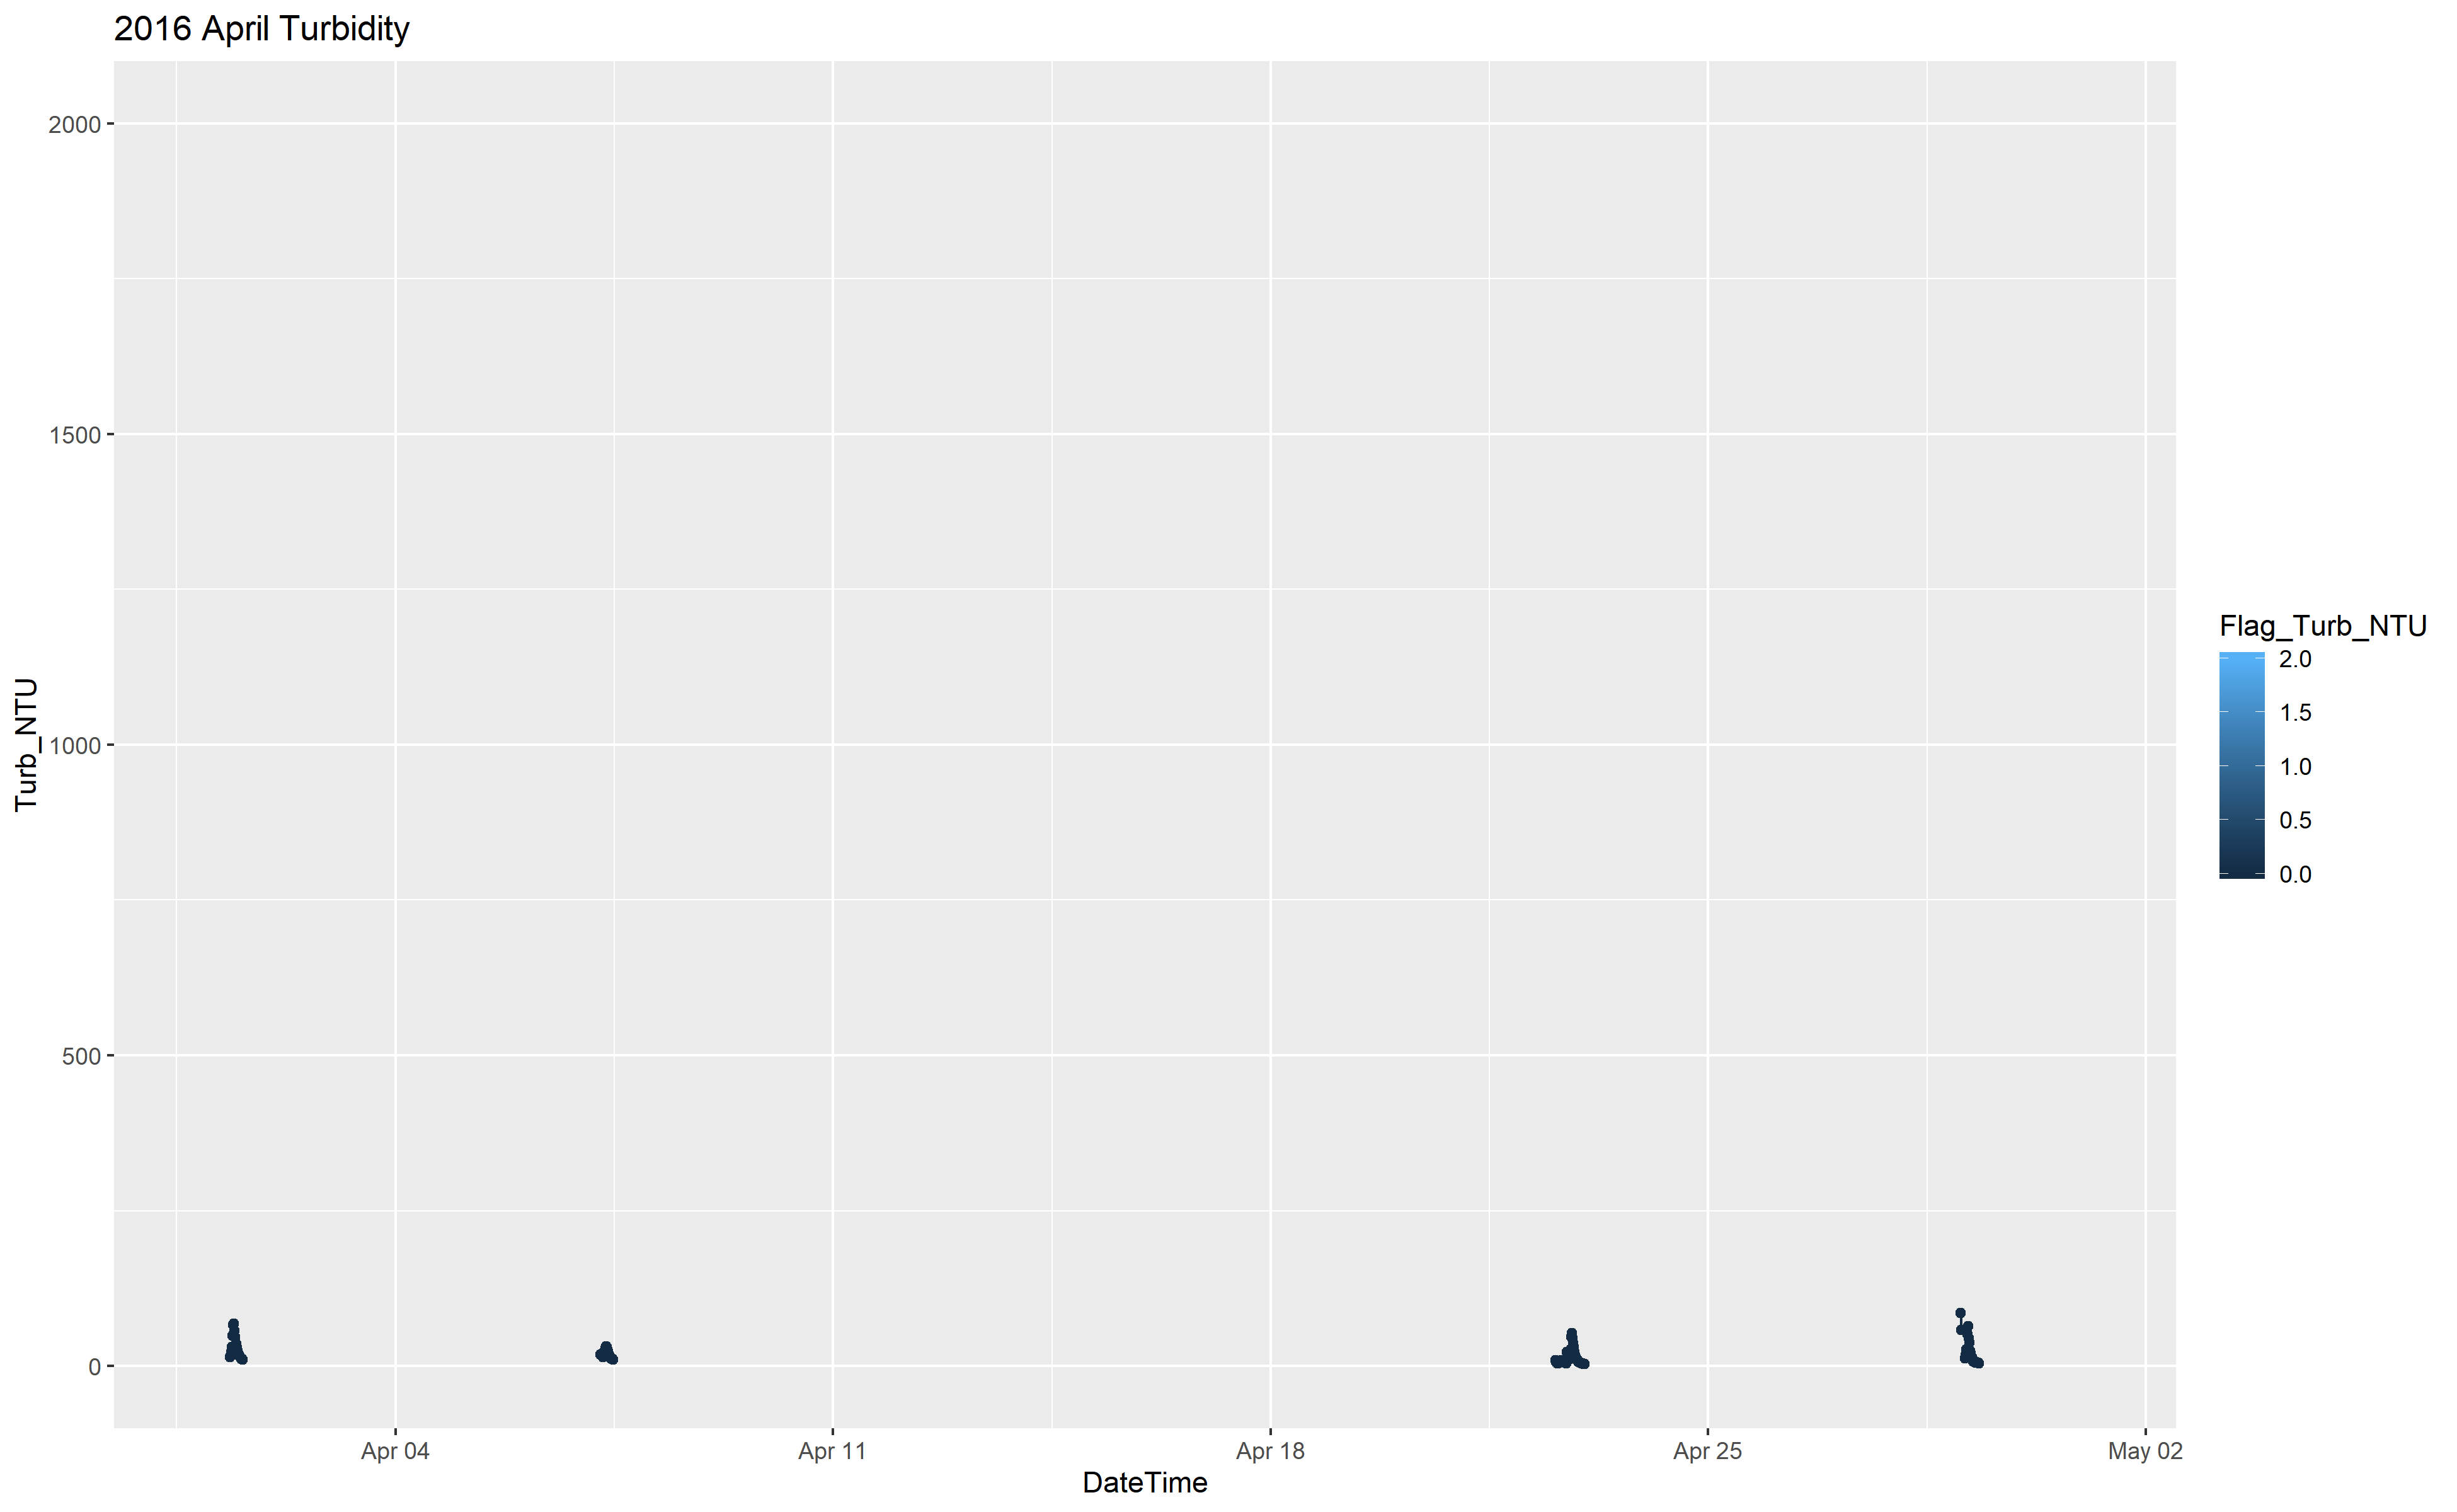 2016 April Turbidity
Turb_NTU
2000
1500
1000
500
0
Apr 04
Apr 11
Apr 18
Apr 25
May 02
DateTime
Flag_Turb_NTU
2.0
1.5
1.0
0.5
0.0